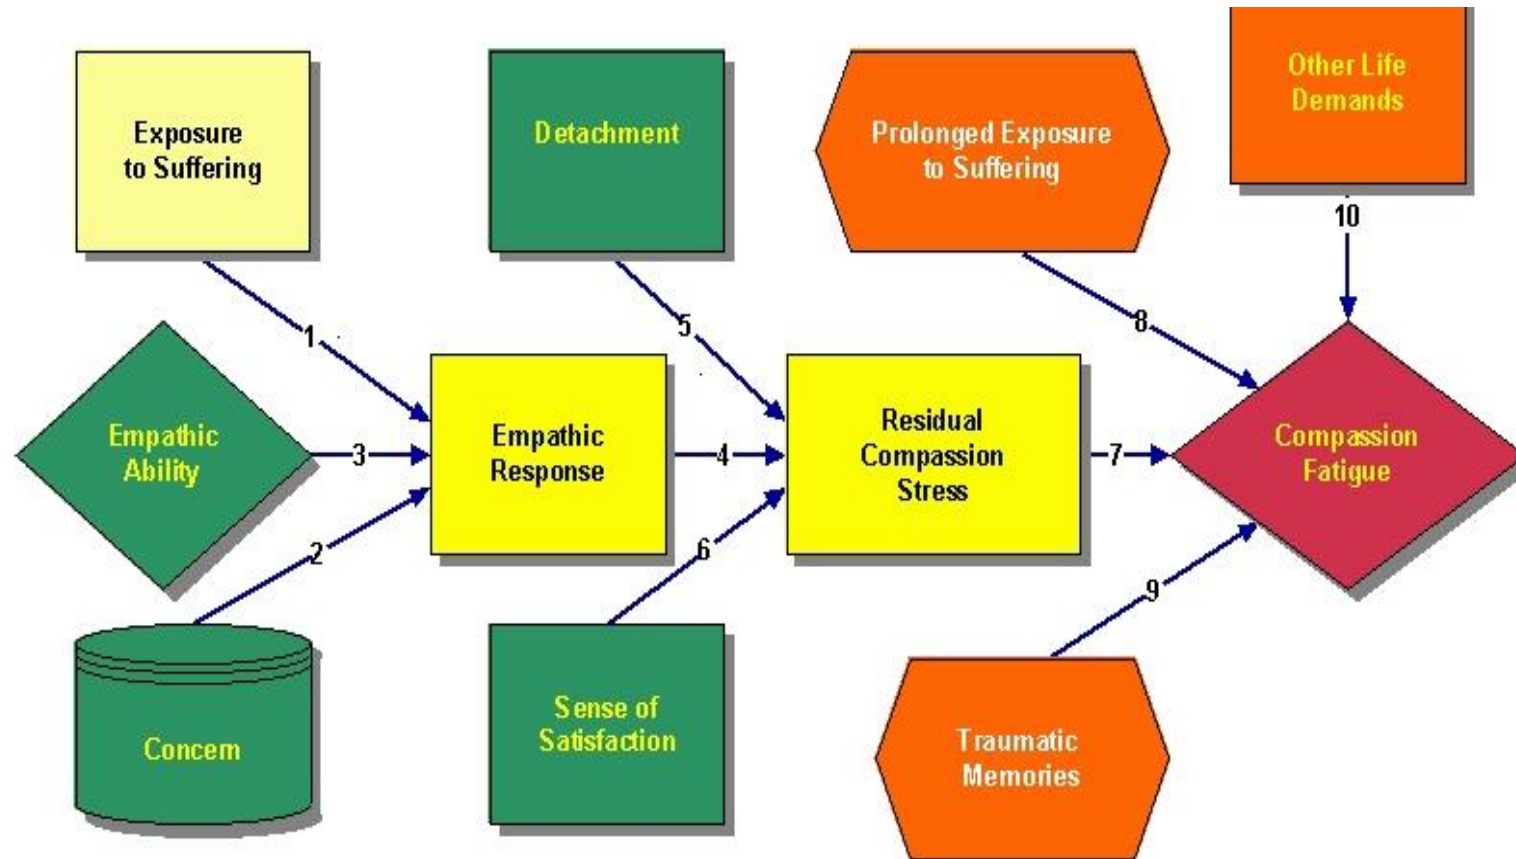 Exposure
to Suffering
Detachment
Prolonged Exposure
to Suffering
Other Life
Demands
10
1
5
8
Empathic
Ability
3
Empathic
Response
4
Residual
Compassion
Stress
7
Compassion
Fatigue
2
6
9
Concern
Sense of
Satisfaction
Traumatic
Memories